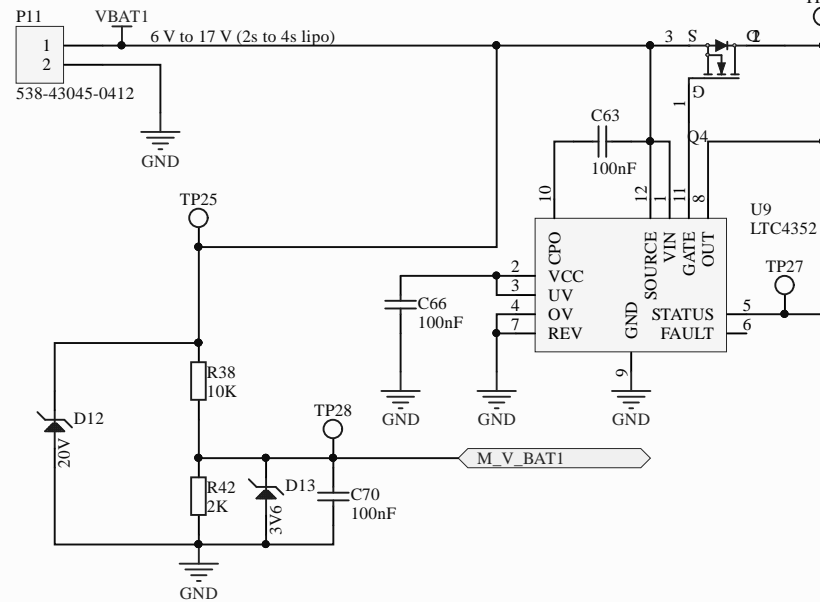 P11
VBAT1
1
2
6 V to 17 V (2s to 4s lipo)
538-43045-0412
GND
3
S
D
1
G
Q4
C63
100nF
10
12
1
11
8
U9
LTC4352
CPO
SOURCE
VIN
GATE
OUT
TP25
TP27
2
VCC
3
UV
4
OV
7
REV
GND
STATUS
5
FAULT
6
9
C66
100nF
GND
GND
GND
R38
10K
D12
20V
TP28
M_V_BAT1
R42
2K
D13
3V6
C70
100nF
GND